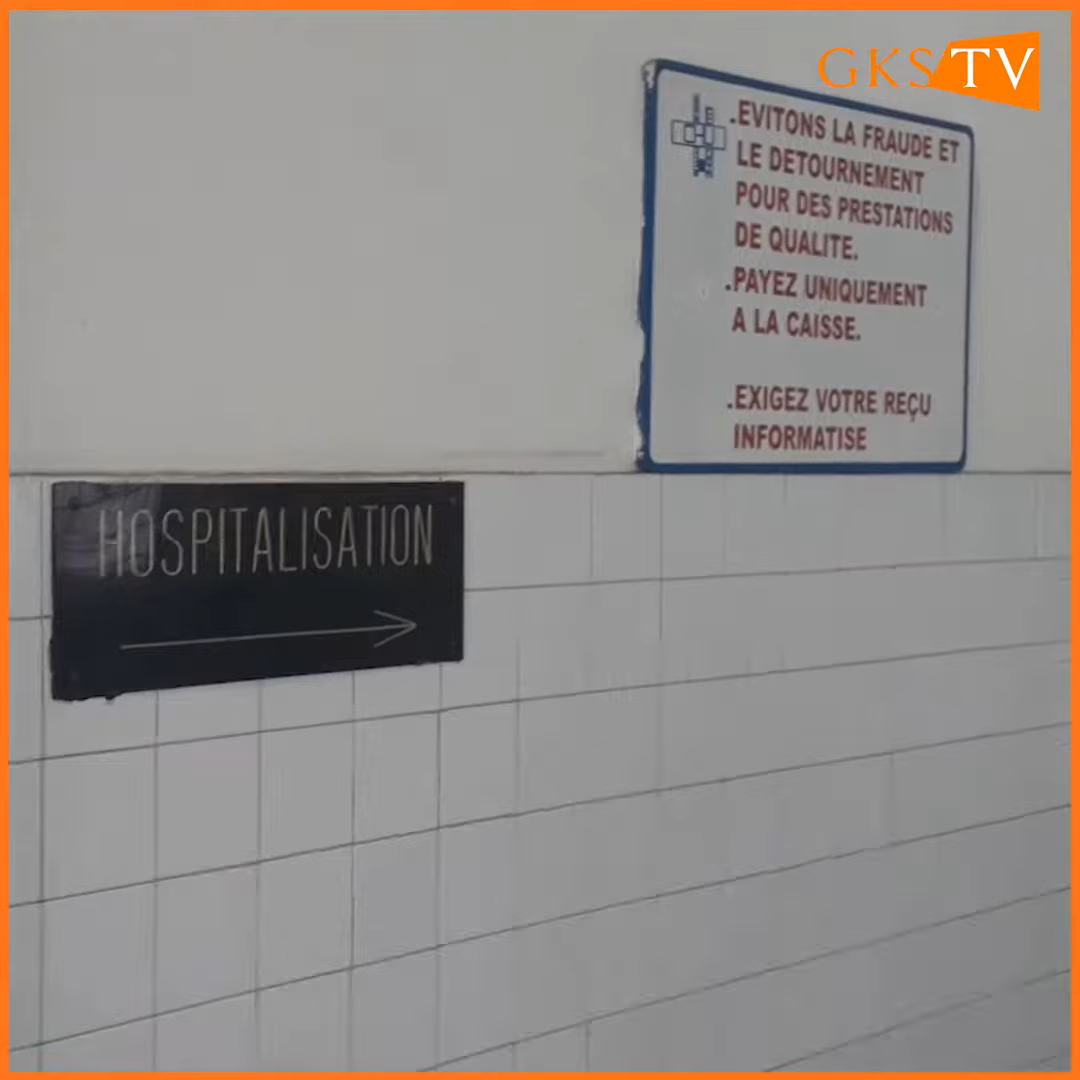 GKS TV
.EVITONS LA FRAUDE ET
LE DETOURNEMENT
POUR DES PRESTATIONS
DE QUALITE.
.PAYEZ UNIQUEMENT
A LA CAISSE.
.EXIGEZ VOTRE REÇU
INFORMATISE
HOSPITALISATION